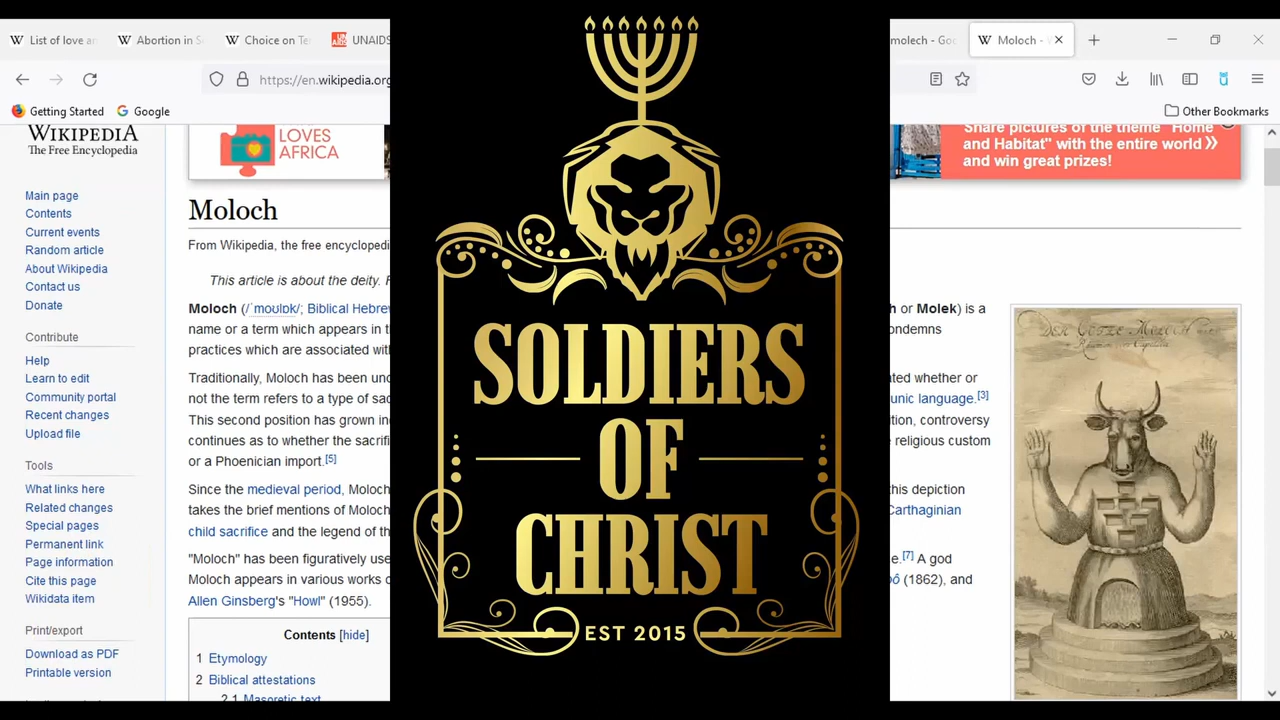 List of love an
Abortion in S
Choice on Te
UNAIDS
molech - Goo
Moloch -
https://en.wikipedia.org
Getting Started
Google
Other Bookmarks
WIKIPEDIA
The Free Encyclopedia
LOVES
AFRICA
Share pictures of the theme "Home
and Habitat" with the entire world
and win great prizes!
Main page
Contents
Current events
Random article
About Wikipedia
Contact us
Donate
Contribute
Help
Learn to edit
Community portal
Recent changes
Upload file
Tools
What links here
Related changes
Special pages
Permanent link
Page information
Cite this page
Wikidata item
Print/export
Download as PDF
Printable version
Moloch
From Wikipedia, the free encyclopedi
This article is about the deity. F
Moloch (/ˈmoʊlɒk/; Biblical Hebre
h or Molek) is a
name or a term which appears in t
ondemns
practices which are associated wit
Traditionally, Moloch has been und
ated whether or
not the term refers to a type of sac
unic language.[3]
This second position has grown in
tion, controversy
continues as to whether the sacrifi
e religious custom
or a Phoenician import.[5]
Since the medieval period, Moloch
this depiction
takes the brief mentions of Moloch
Carthaginian
child sacrifice and the legend of th
"Moloch" has been figuratively use
e.[7] A god
Moloch appears in various works o
bô (1862), and
Allen Ginsberg's "Howl" (1955).
Contents [hide]
1 Etymology
2 Biblical attestations
2.1 Masoretic text
SOLDIERS
OF
CHRIST
EST 2015